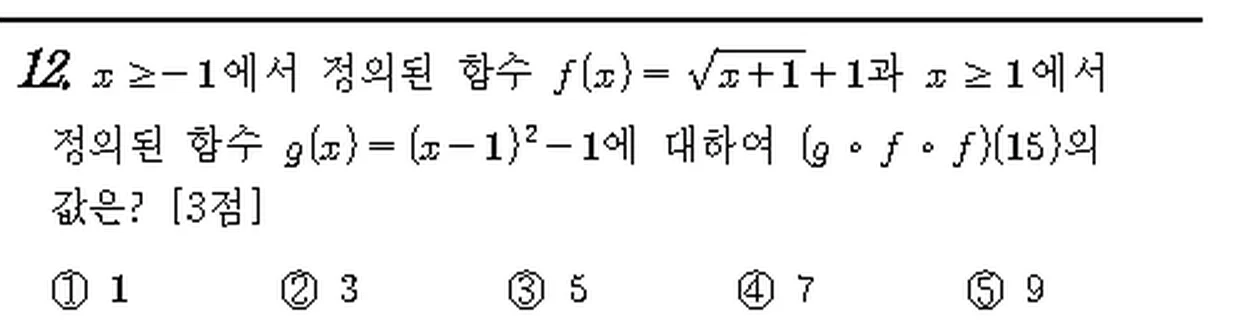 12. x ≥ -1에서 정의된 함수 f(x) = √(x+1) + 1과 x ≥ 1에서
정의된 함수 g(x) = (x-1)² - 1에 대하여 (g ∘ f ∘ f)(15)의
값은? [3점]
① 1 ② 3 ③ 5 ④ 7 ⑤ 9